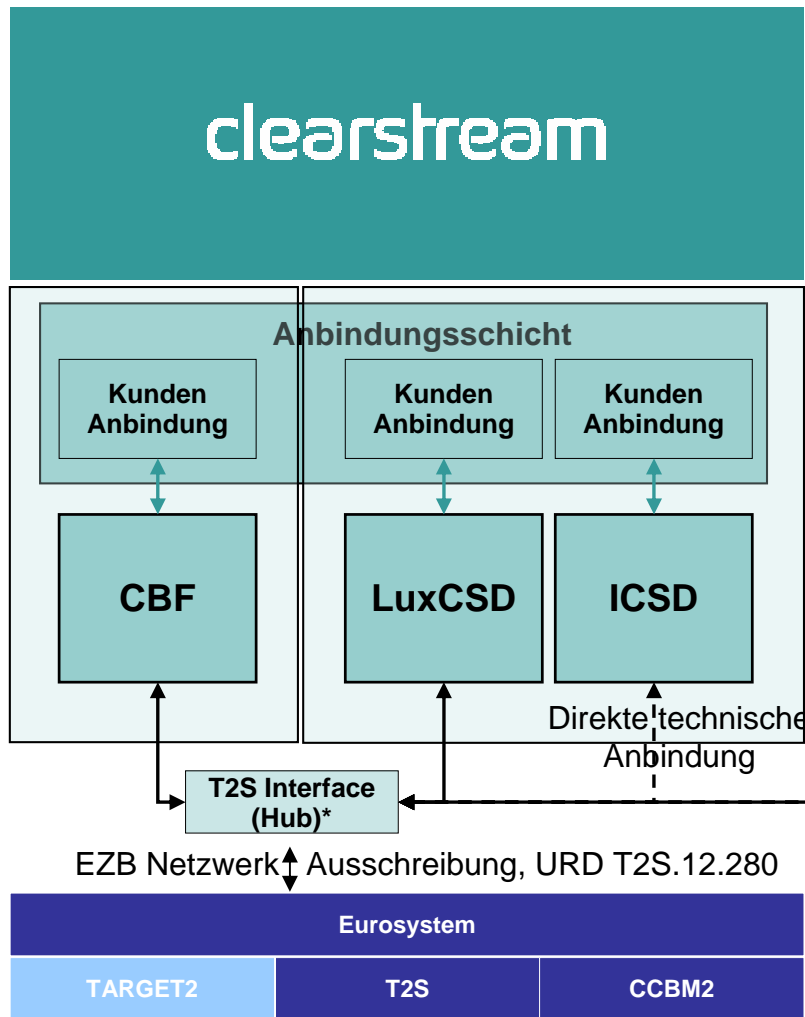 clearstream
Anbindungsschicht
Kunden
Anbindung
Kunden
Anbindung
Kunden
Anbindung
CBF
LuxCSD
ICSD
Direkte technische
Anbindung
T2S Interface
(Hub)*
EZB Netzwerk Ausschreibung, URD T2S.12.280
Eurosystem
TARGET2
T2S
CCBM2